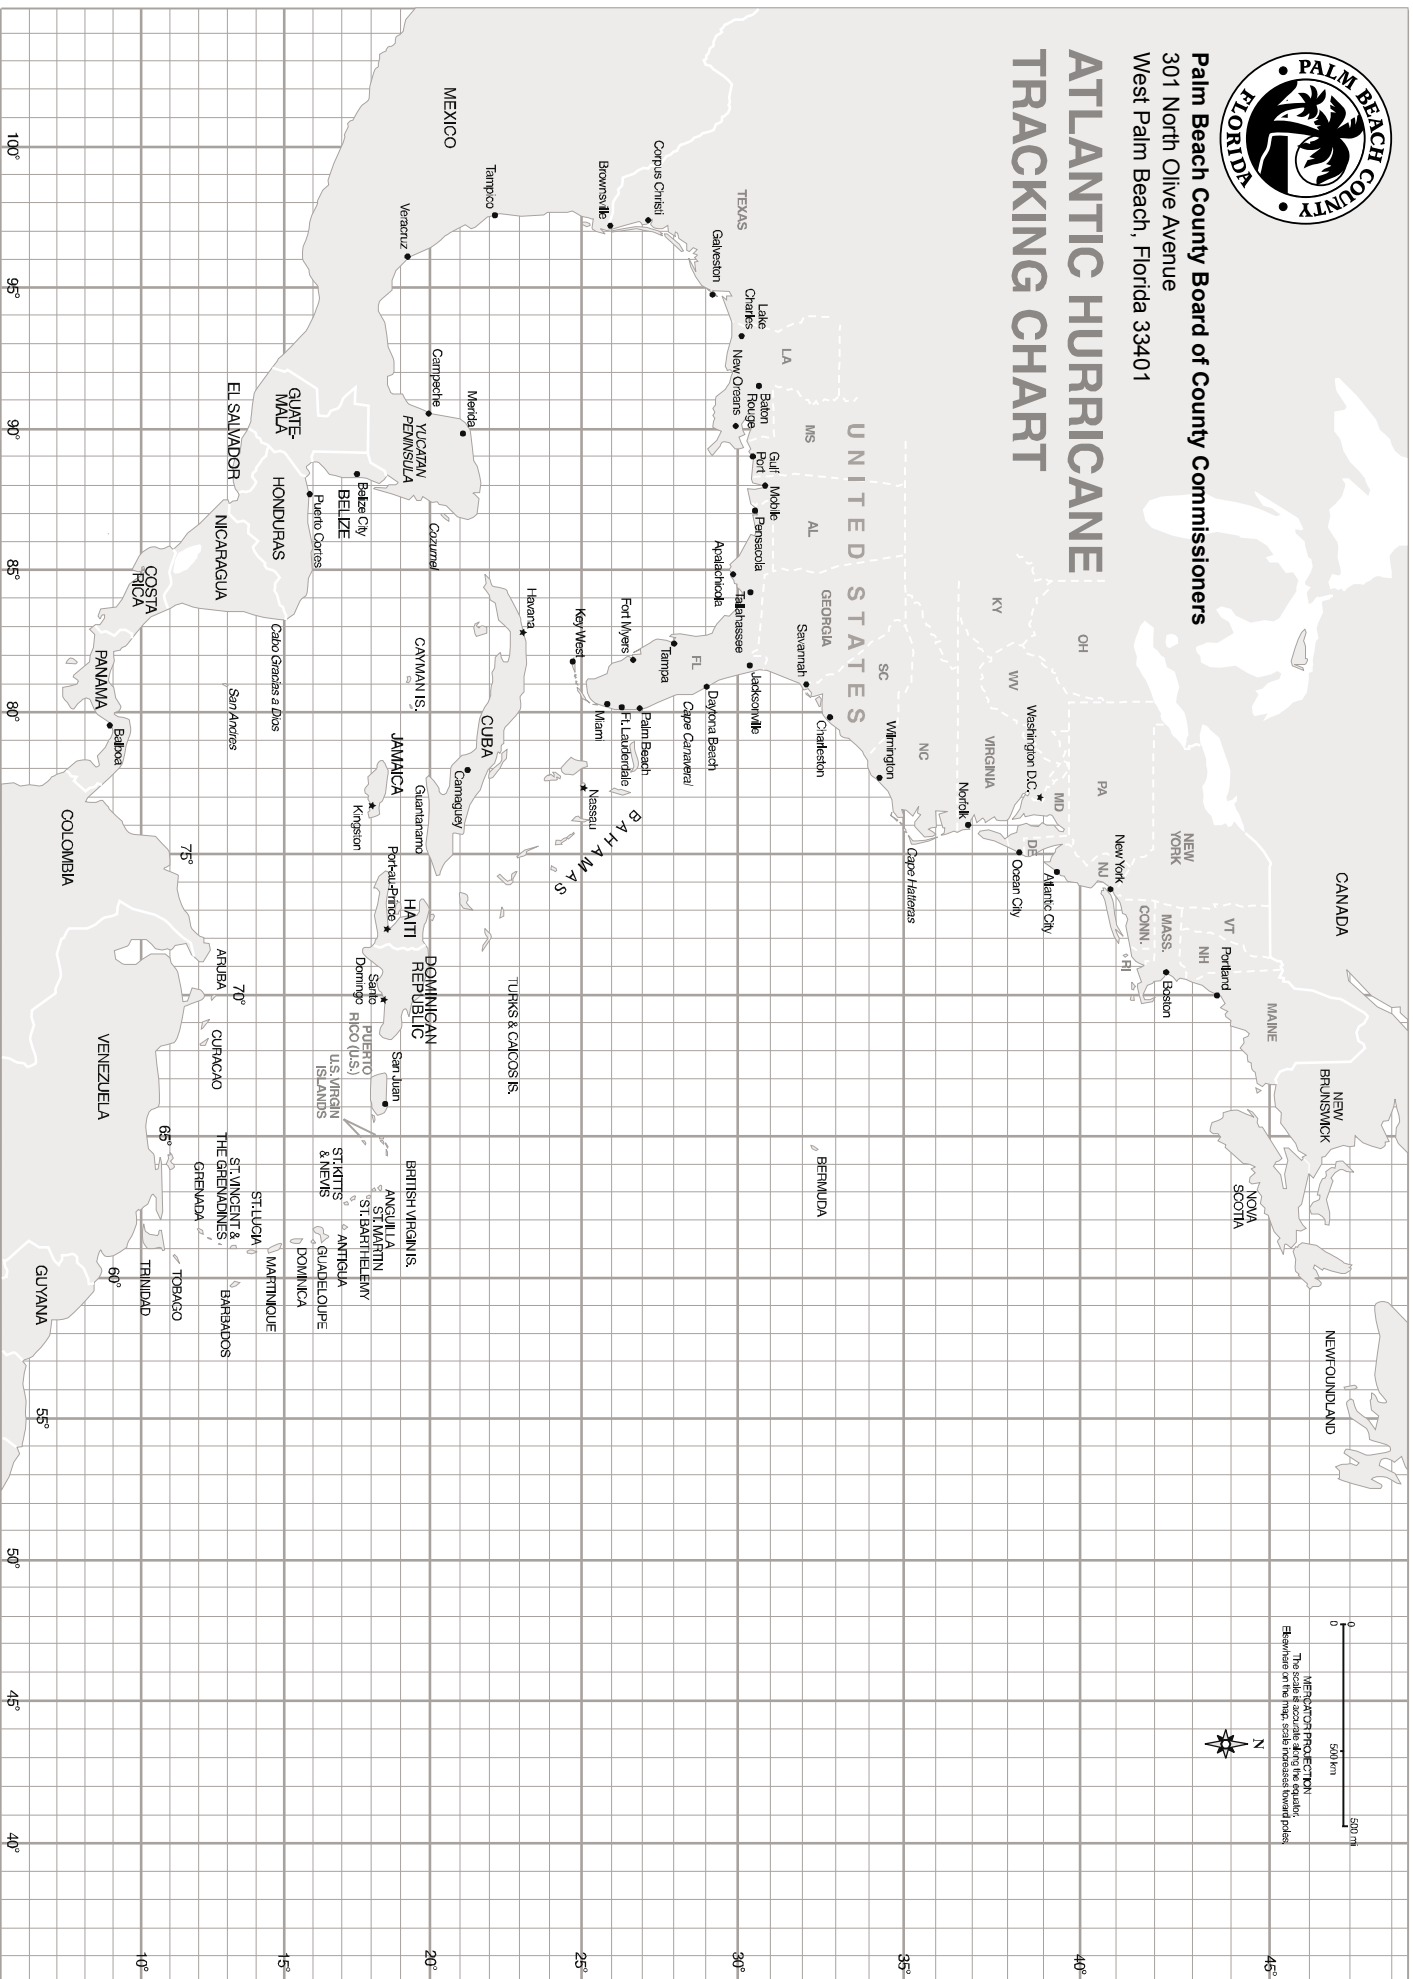 PALM BEACH COUNTY
FLORIDA
Palm Beach County Board of County Commissioners
301 North Olive Avenue
West Palm Beach, Florida 33401
ATLANTIC HURRICANE
TRACKING CHART
CANADA
NEW
BRUNSWICK
NOVA
SCOTIA
NEWFOUNDLAND
MAINE
VT
NH
Portland
NEW
YORK
MASS.
Boston
CONN.
RI
New York
NJ
PA
OH
Atlantic City
MD
DE
Washington D.C.
Ocean City
WV
KY
VIRGINIA
Norfolk
NC
Cape Hatteras
Wilmington
SC
UNITED STATES
Charleston
GEORGIA
Savannah
AL
MS
LA
TEXAS
BERMUDA
Lake
Charles
Baton
Rouge
New Oreans
Gulf
Port
Mobile
Pensacola
Tallahassee
Apalachicola
Jacksonville
Galveston
Corpus Christi
Brownsville
Daytona Beach
FL
Cape Canaveral
Tampa
Fort Myers
Palm Beach
Ft. Lauderdale
Miami
Key West
BAHAMAS
Nassau
MEXICO
Tampico
Veracruz
Havana
CUBA
Camaguey
Guantanamo
TURKS & CAICOS IS.
Merida
Campeche
YUCATAN
PENINSULA
Cozumel
CAYMAN IS.
JAMAICA
Kingston
HAITI
Port-au-Prince
DOMINICAN
REPUBLIC
Santo
Domingo
San Juan
PUERTO
RICO (U.S.)
U.S. VIRGIN
ISLANDS
BRITISH VIRGIN IS.
ANGUILLA
ST. MARTIN
ST. BARTHELEMY
ST. KITTS
& NEVIS
ANTIGUA
GUADELOUPE
DOMINICA
MARTINIQUE
ST. LUCIA
ST. VINCENT &
THE GRENADINES
BARBADOS
GRENADA
TOBAGO
TRINIDAD
Belize City
BELIZE
Puerto Cortes
GUATE-
MALA
HONDURAS
EL SALVADOR
NICARAGUA
Cabo Gracias a Dios
San Andres
COSTA
RICA
PANAMA
Balboa
ARUBA
CURACAO
COLOMBIA
VENEZUELA
GUYANA
0
500 mi
0
500 km
MERCATOR PROJECTION
The scale is accurate along the equator.
Elsewhere on the map, scale increases toward poles.
N
45°
40°
35°
30°
25°
20°
15°
10°
100°
95°
90°
85°
80°
75°
70°
65°
60°
55°
50°
45°
40°